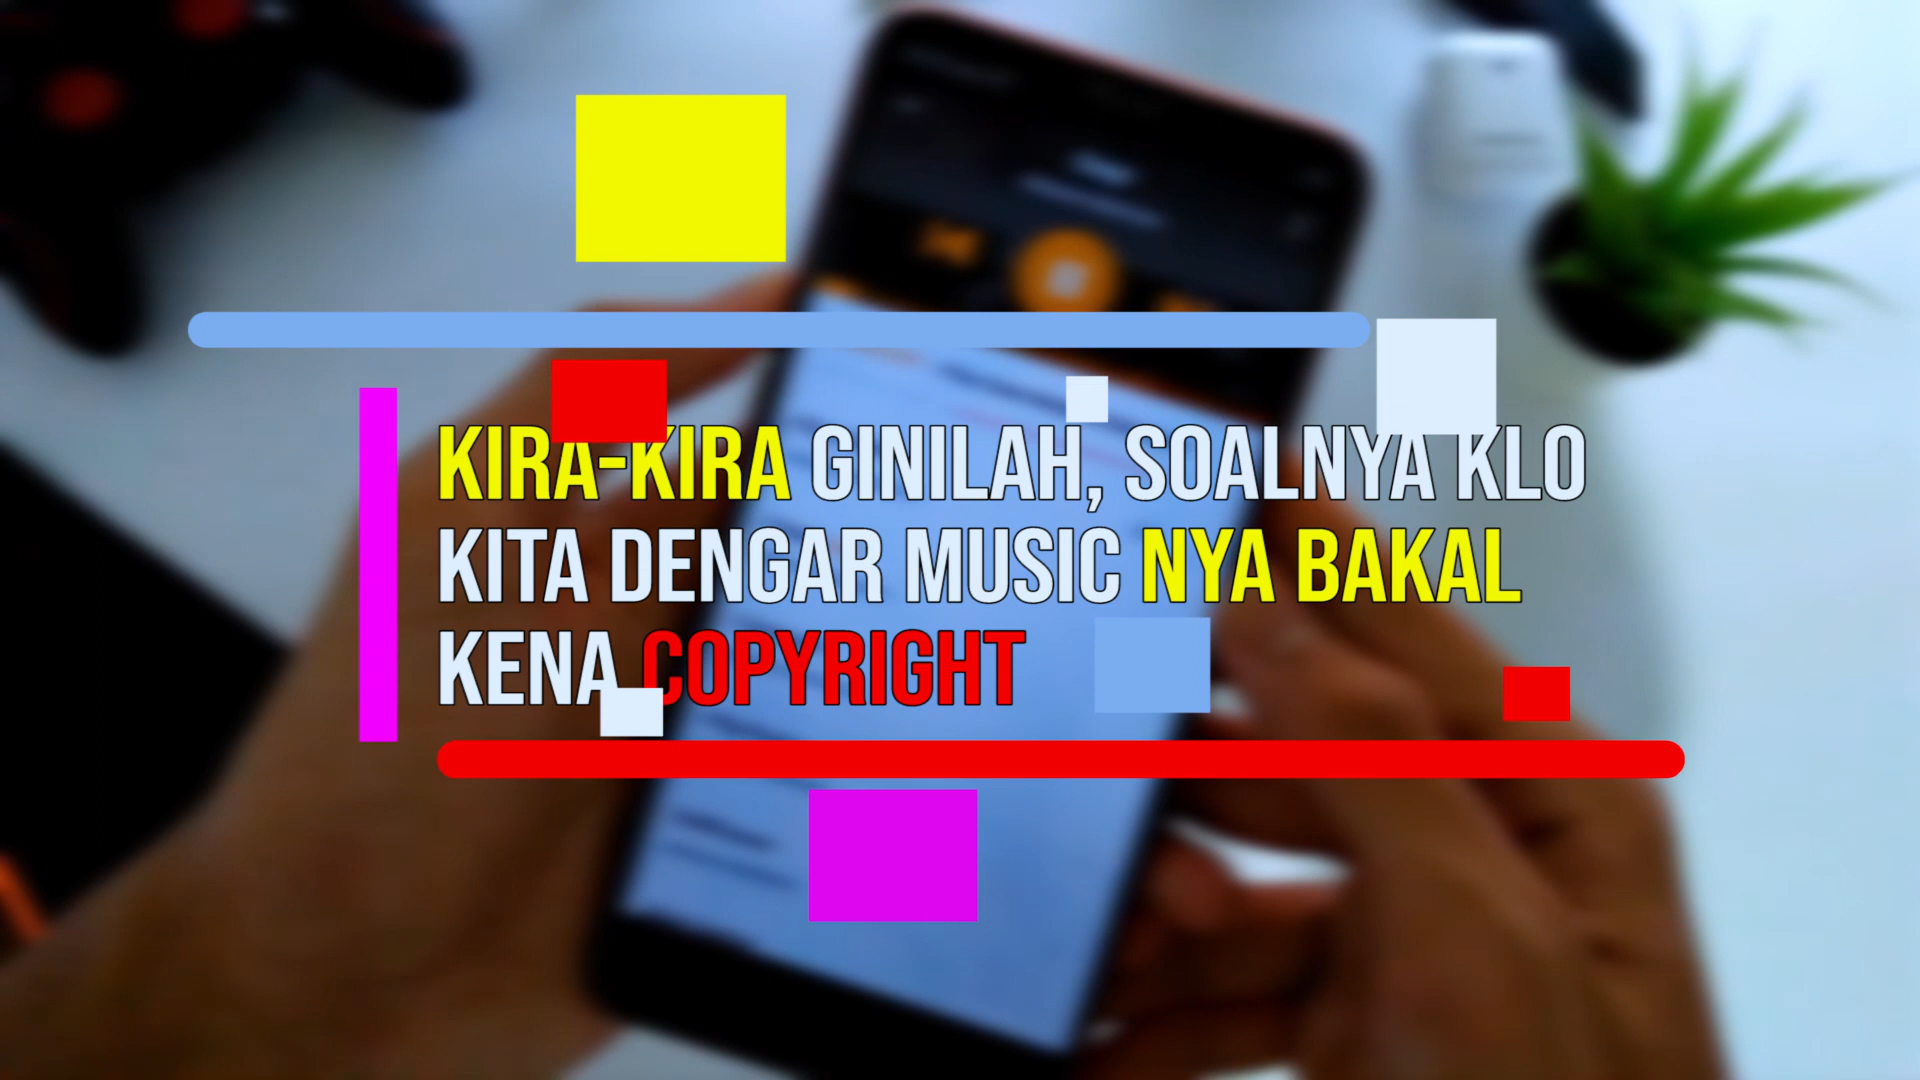 KIRA-KIRA GINILAH, SOALNYA KLO
KITA DENGAR MUSIC NYA BAKAL
KENA COPYRIGHT